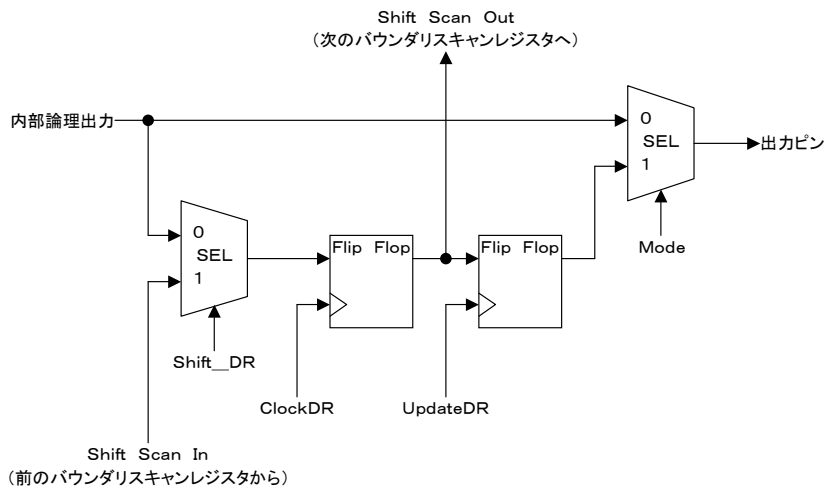 Shift Scan Out
(次のバウンダリスキャンレジスタへ)
内部論理出力
0
SEL
1
出力ピン
Mode
0
SEL
1
Flip Flop
Flip Flop
Shift__DR
ClockDR
UpdateDR
Shift Scan In
(前のバウンダリスキャンレジスタから)